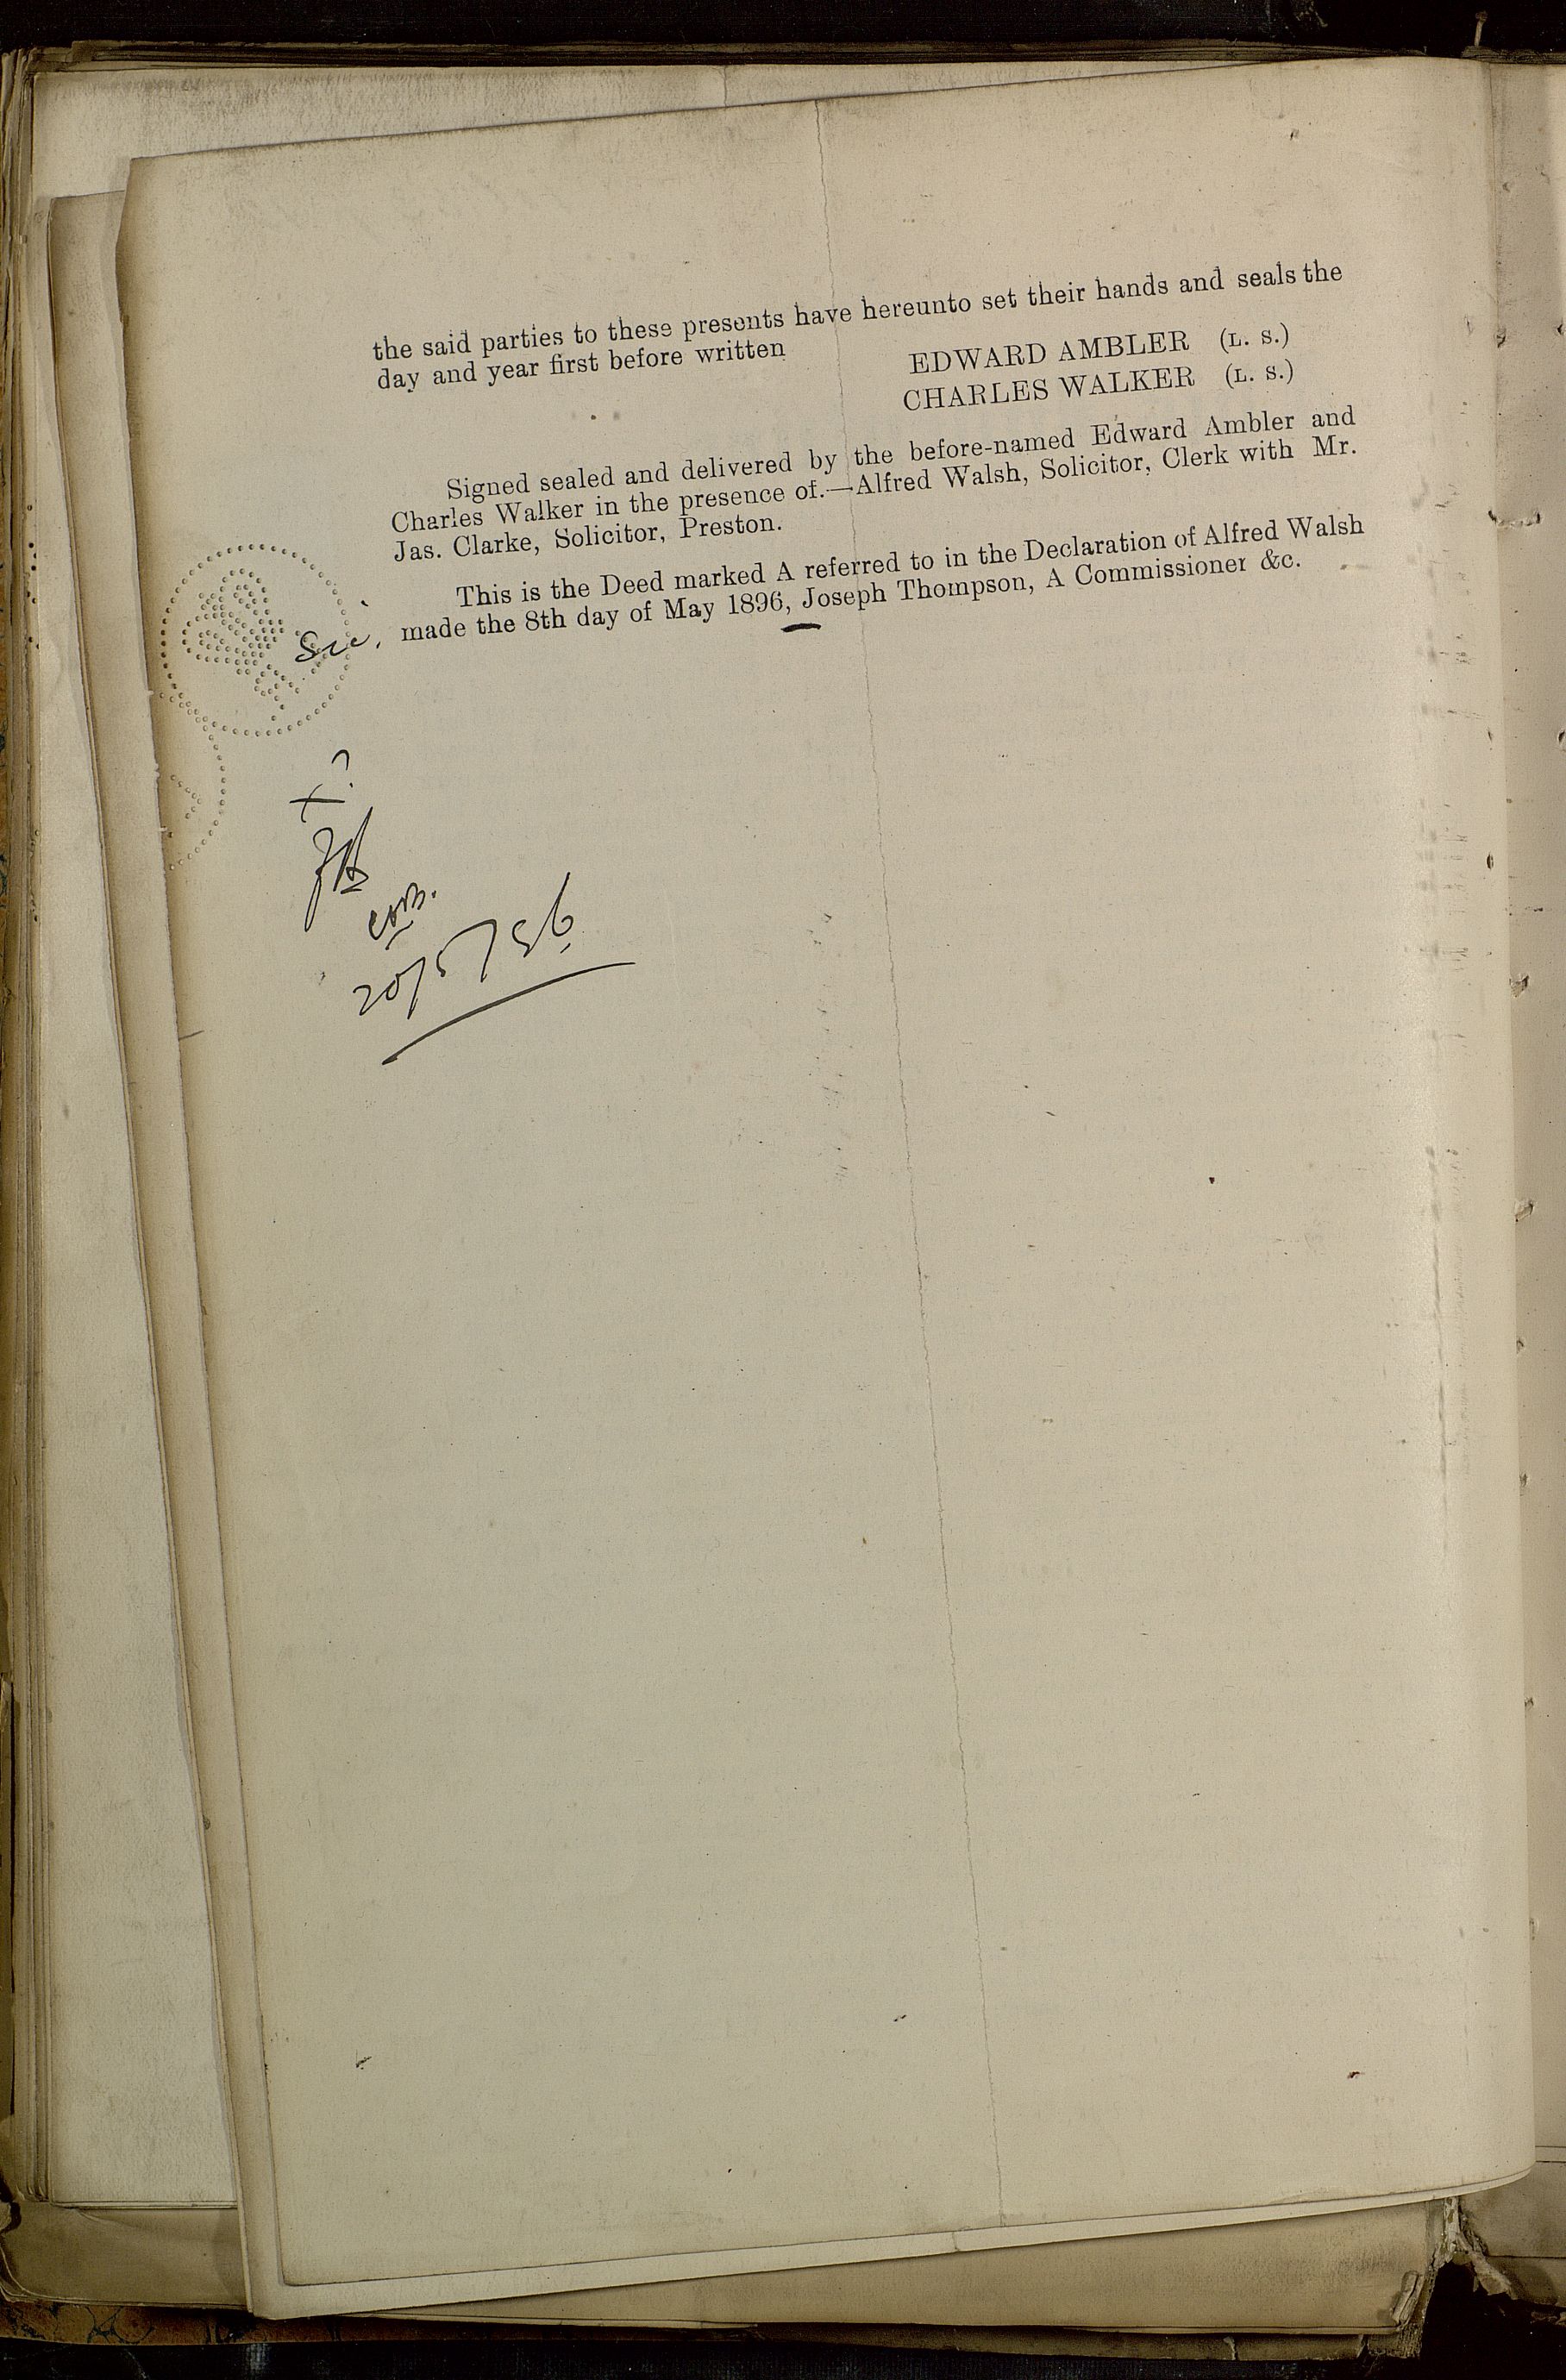 the said parties to these presents have hereunto set their hands and seals the
day and year first before written
EDWARD AMBLER (L. S.)
CHARLES WALKER (L. S.)
Signed sealed and delivered by the before-named Edward Ambler and
Charles Walker in the presence of.—Alfred Walsh, Solicitor, Clerk with Mr.
Jas. Clarke, Solicitor, Preston.
This is the Deed marked A referred to in the Declaration of Alfred Walsh
Sic. made the 8th day of May 1896, Joseph Thompson, A Commissioner &c.
X?